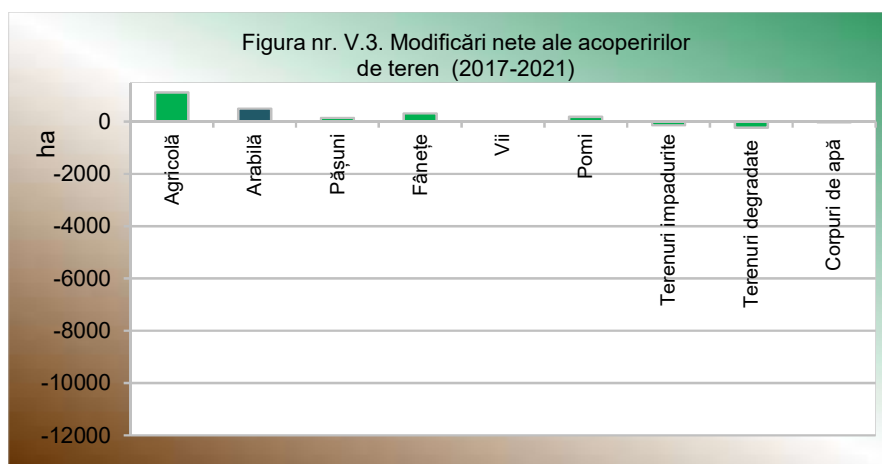 Figura nr. V.3. Modificări nete ale acoperirilor
de teren  (2017-2021)
ha
0
-2000
-4000
-6000
-8000
-10000
-12000
Agricolă
Arabilă
Pășuni
Fânețe
Vii
Pomi
Terenuri impadurite
Terenuri degradate
Corpuri de apă